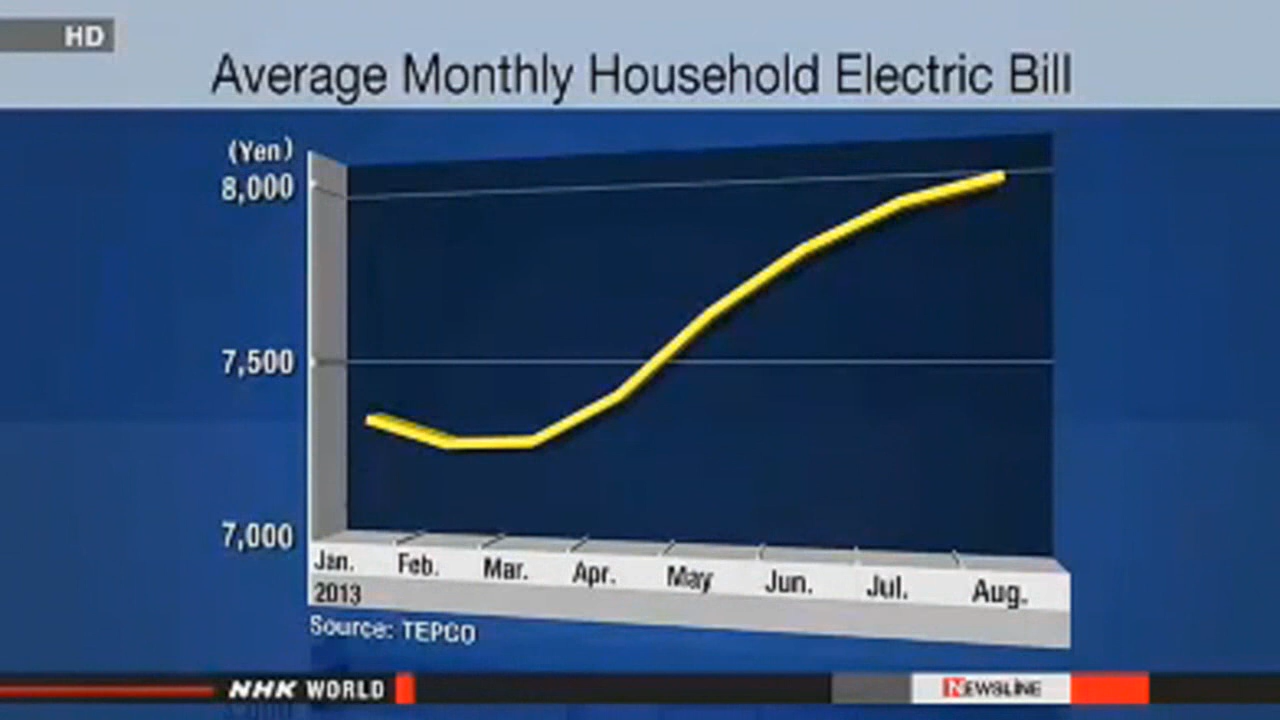 HD
Average Monthly Household Electric Bill
(Yen)
8,000
7,500
7,000
Jan. Feb. Mar. Apr. May Jun. Jul. Aug.
2013
Source: TEPCO
NHK WORLD
NEWSLINE